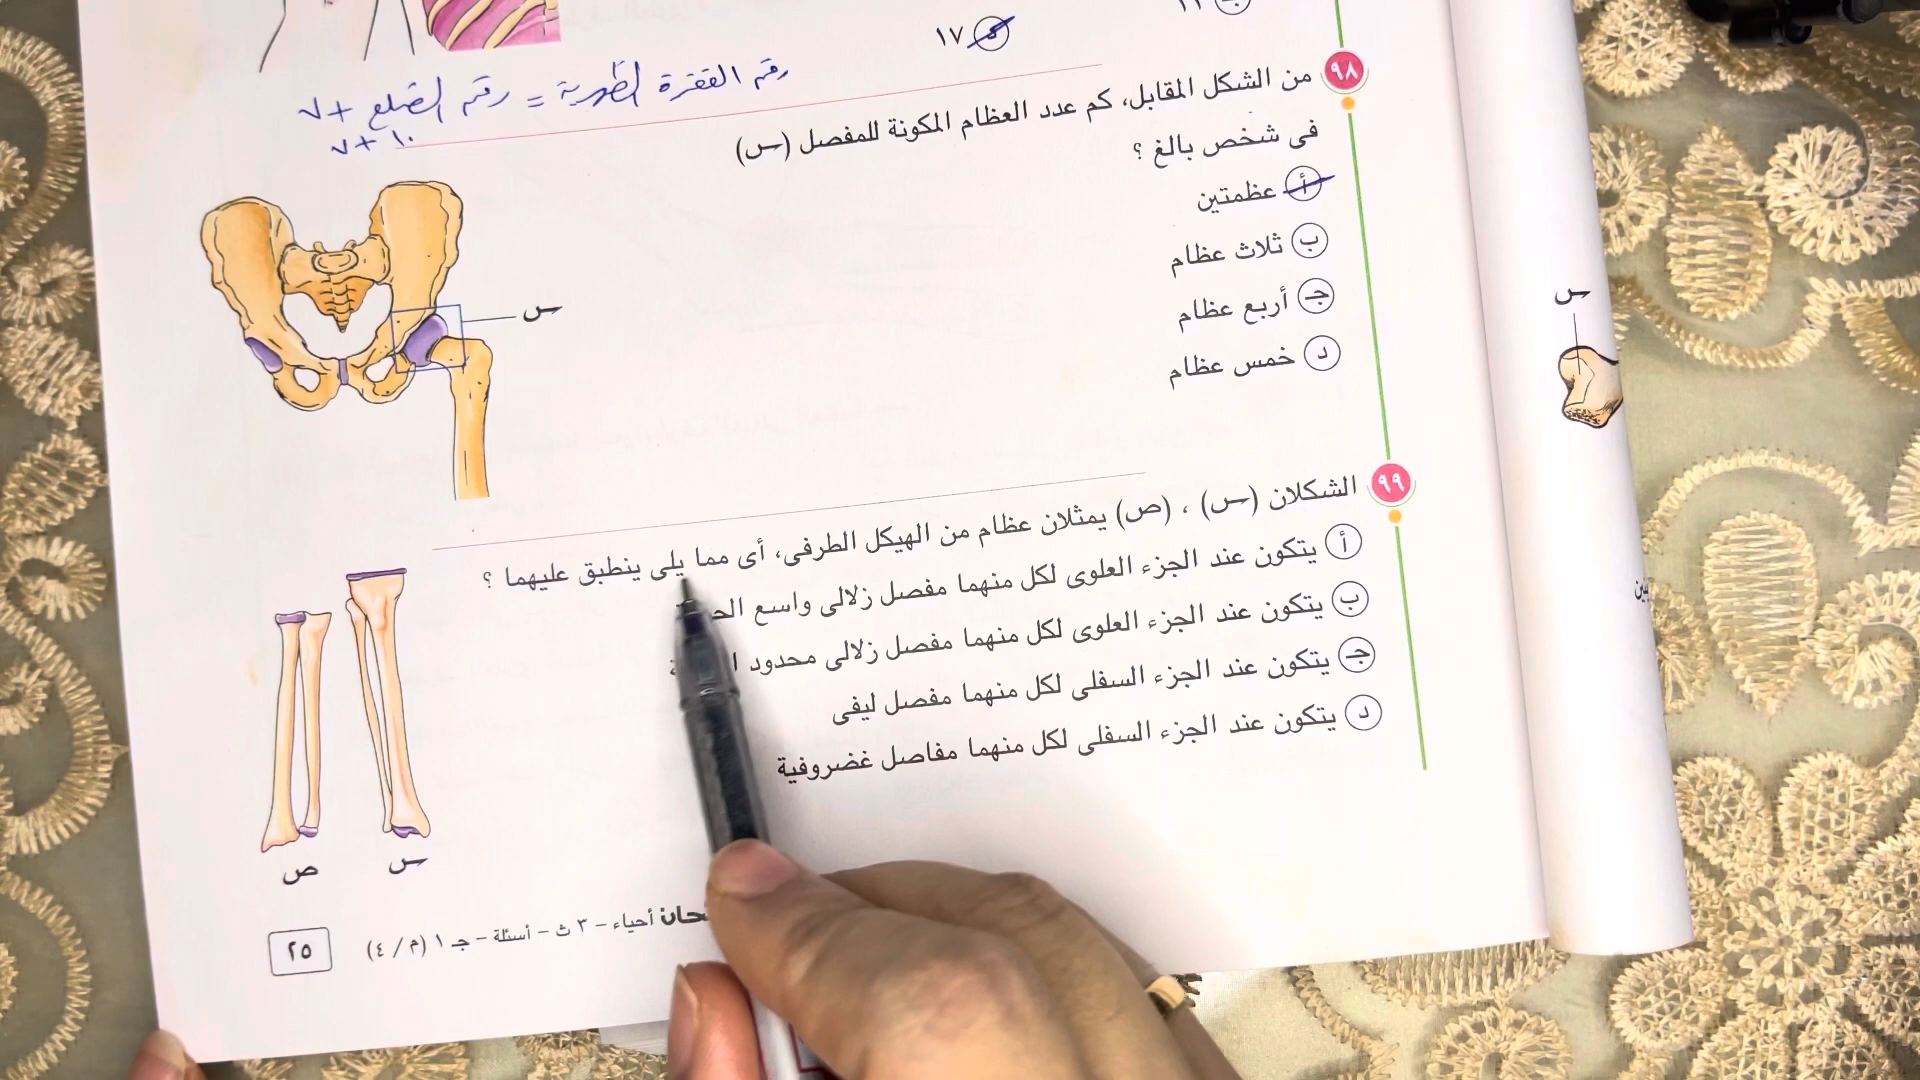 ١٧ د
رقم الفقرة الظهرية = رقم الضلع + ٧
١٠ + ٧
٩٨ من الشكل المقابل، كم عدد العظام المكونة للمفصل (س)
فى شخص بالغ ؟
أ عظمتين
ب ثلاث عظام
ج أربع عظام
د خمس عظام
س
س
٩٩ الشكلان (س) ، (ص) يمثلان عظام من الهيكل الطرفى، أى مما يلى ينطبق عليهما ؟
أ يتكون عند الجزء العلوى لكل منهما مفصل زلالى واسع
ب يتكون عند الجزء العلوى لكل منهما مفصل زلالى محدود
ج يتكون عند الجزء السفلى لكل منهما مفصل ليفى
د يتكون عند الجزء السفلى لكل منهما مفاصل غضروفية
س
ص
أحياء - ٣ ث - أسئلة - جـ ١ (م / ٤)
٢٥